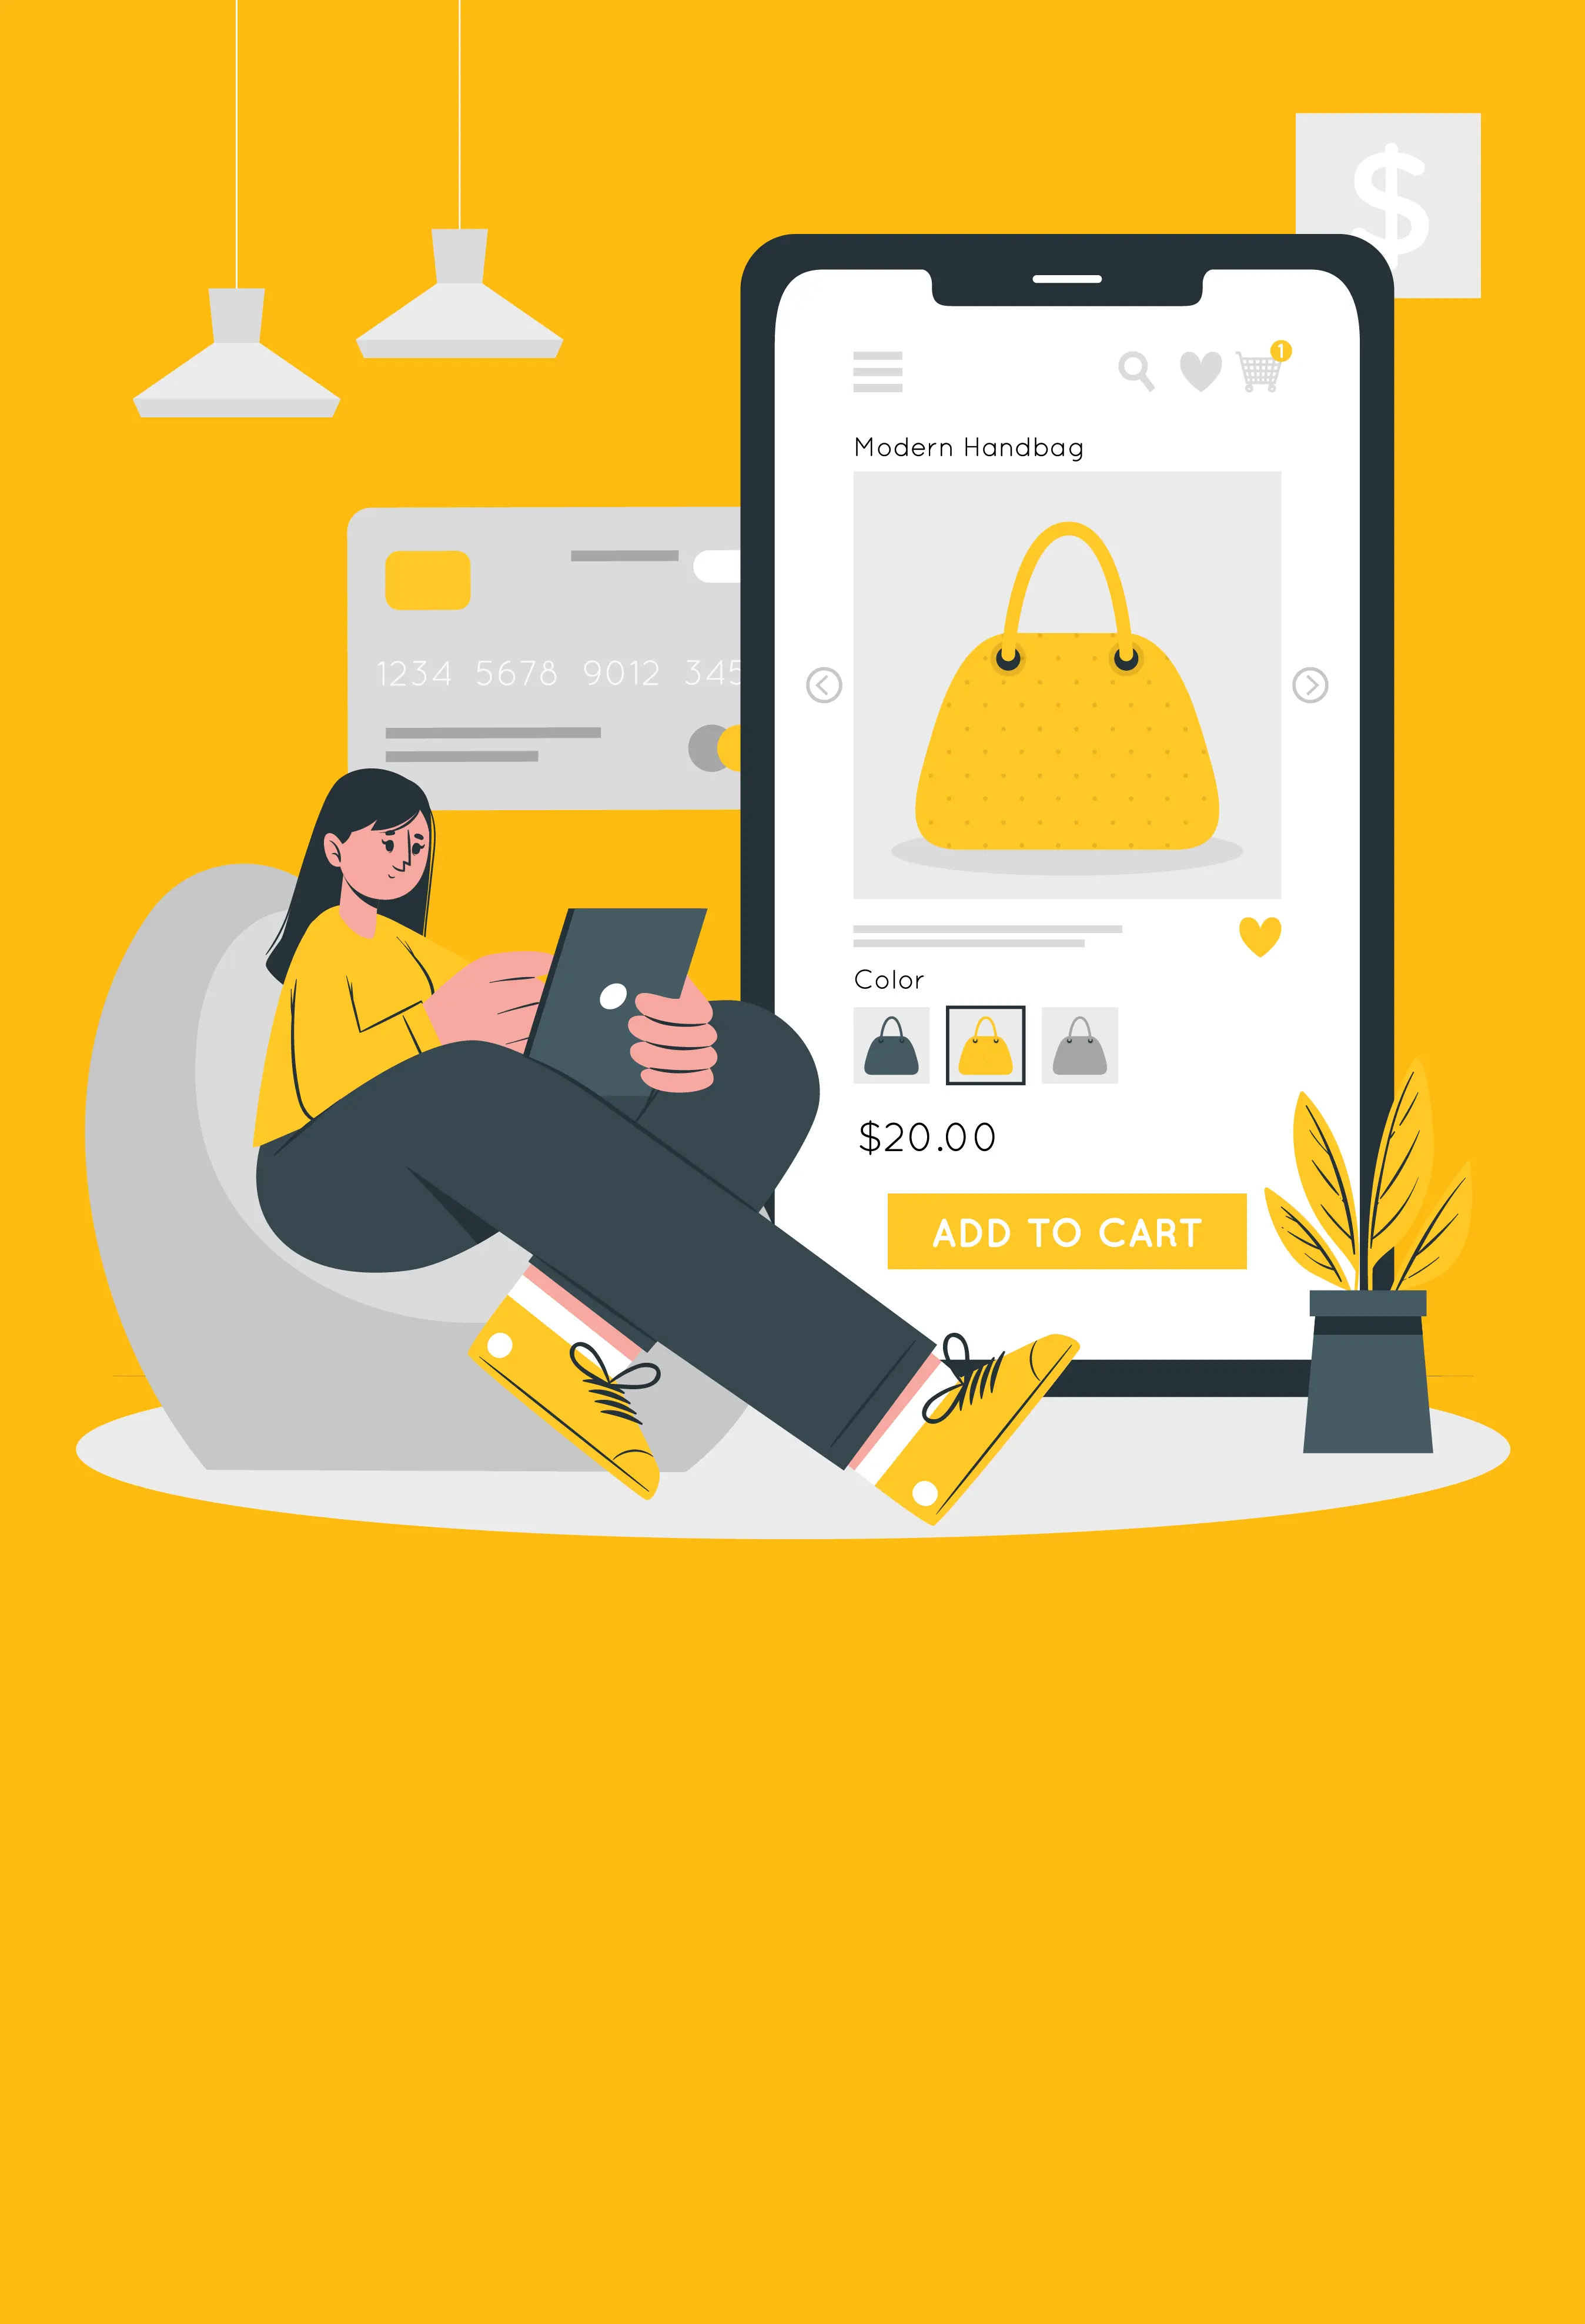 $
1
Modern Handbag
1234 5678 9012 345
Color
$20.00
ADD TO CART